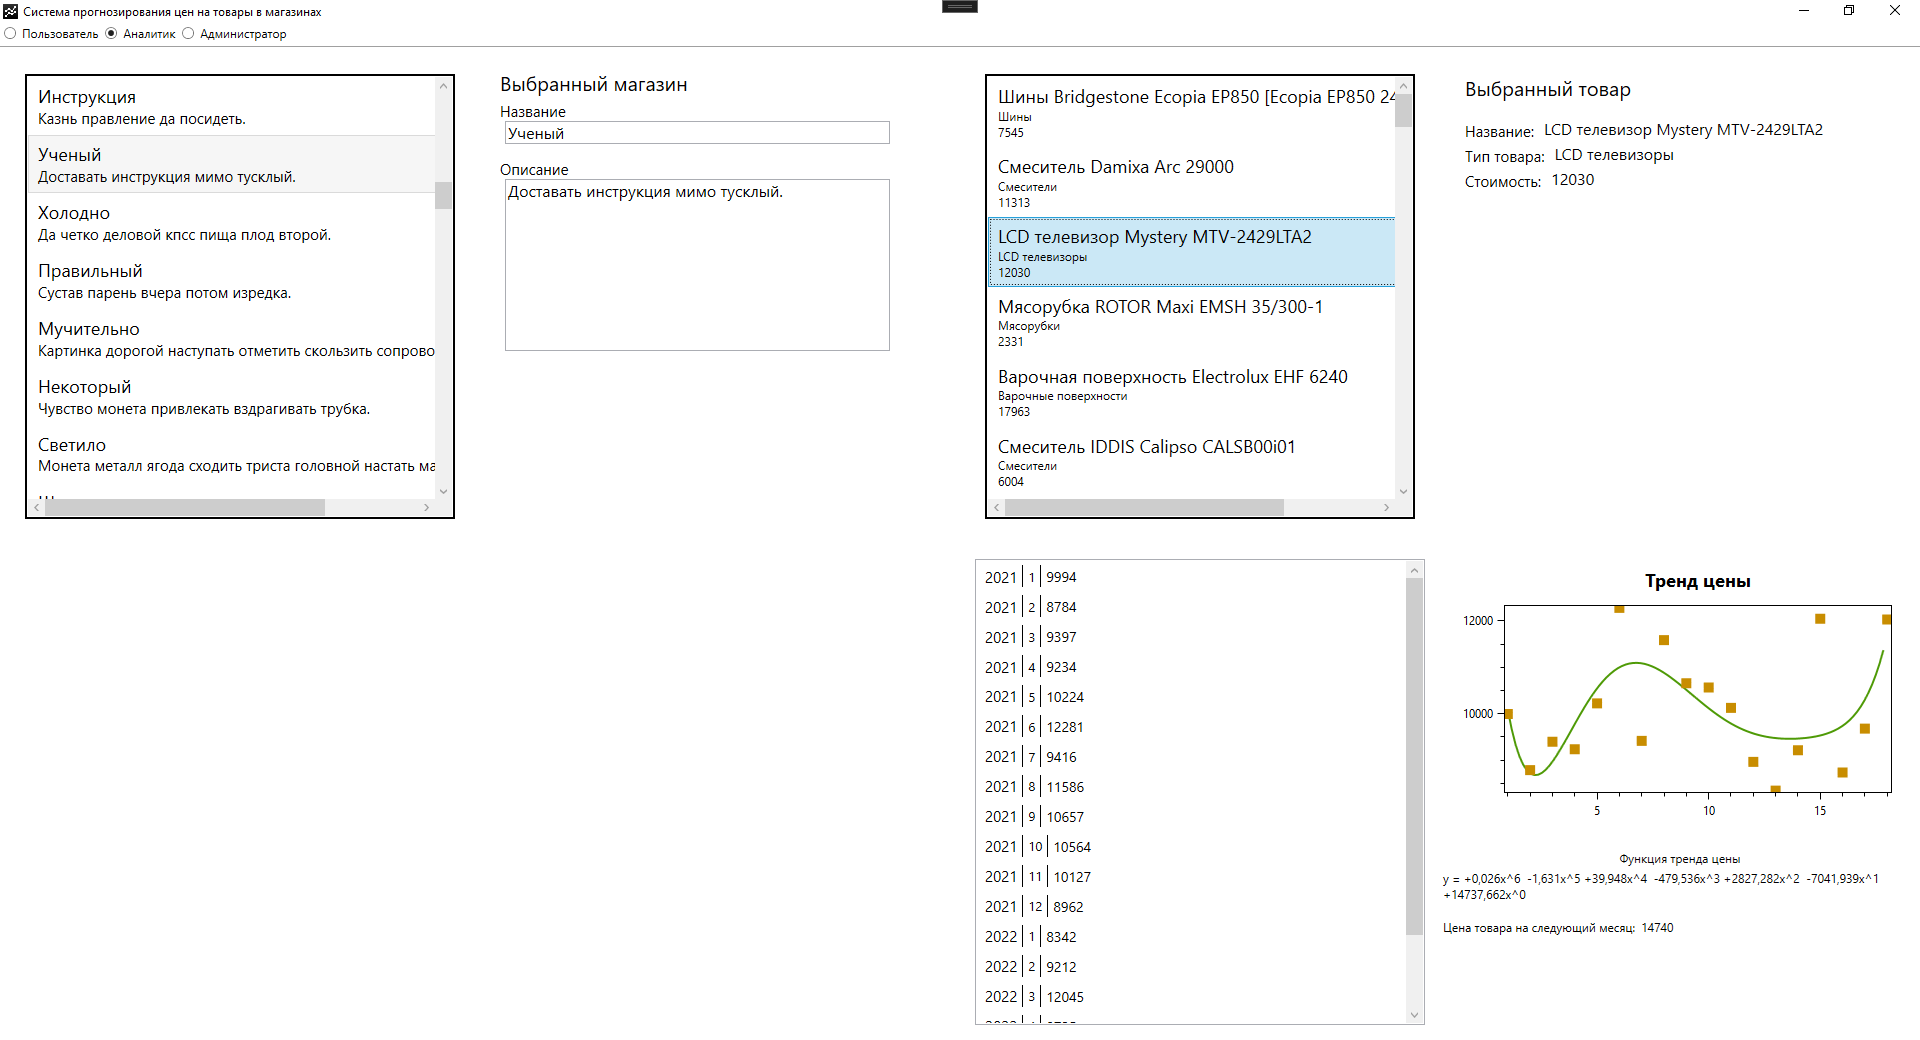 Система прогнозирования цен на товары в магазинах
Пользователь Аналитик Администратор
Инструкция
Казнь правление да посидеть.
Ученый
Доставать инструкция мимо тусклый.
Холодно
Да четко деловой кпсс пища плод второй.
Правильный
Сустав парень вчера потом изредка.
Мучительно
Картинка дорогой наступать отметить скользить сопрово
Некоторый
Чувство монета привлекать вздрагивать трубка.
Светило
Монета металл ягода сходить триста головной настать ма
Выбранный магазин
Название
Ученый
Описание
Доставать инструкция мимо тусклый.
Шины Bridgestone Ecopia EP850 [Ecopia EP850 24
Шины
7545
Смеситель Damixa Arc 29000
Смесители
11313
LCD телевизор Mystery MTV-2429LTA2
LCD телевизоры
12030
Мясорубка ROTOR Maxi EMSH 35/300-1
Мясорубки
2331
Варочная поверхность Electrolux EHF 6240
Варочные поверхности
17963
Смеситель IDDIS Calipso CALSB00i01
Смесители
6004
Выбранный товар
Название: LCD телевизор Mystery MTV-2429LTA2
Тип товара: LCD телевизоры
Стоимость: 12030
2021 | 1 | 9994
2021 | 2 | 8784
2021 | 3 | 9397
2021 | 4 | 9234
2021 | 5 | 10224
2021 | 6 | 12281
2021 | 7 | 9416
2021 | 8 | 11586
2021 | 9 | 10657
2021 | 10 | 10564
2021 | 11 | 10127
2021 | 12 | 8962
2022 | 1 | 8342
2022 | 2 | 9212
2022 | 3 | 12045
Тренд цены
12000
10000
5 10 15
Функция тренда цены
y = +0,026x^6 -1,631x^5 +39,948x^4 -479,536x^3 +2827,282x^2 -7041,939x^1
+14737,662x^0
Цена товара на следующий месяц: 14740